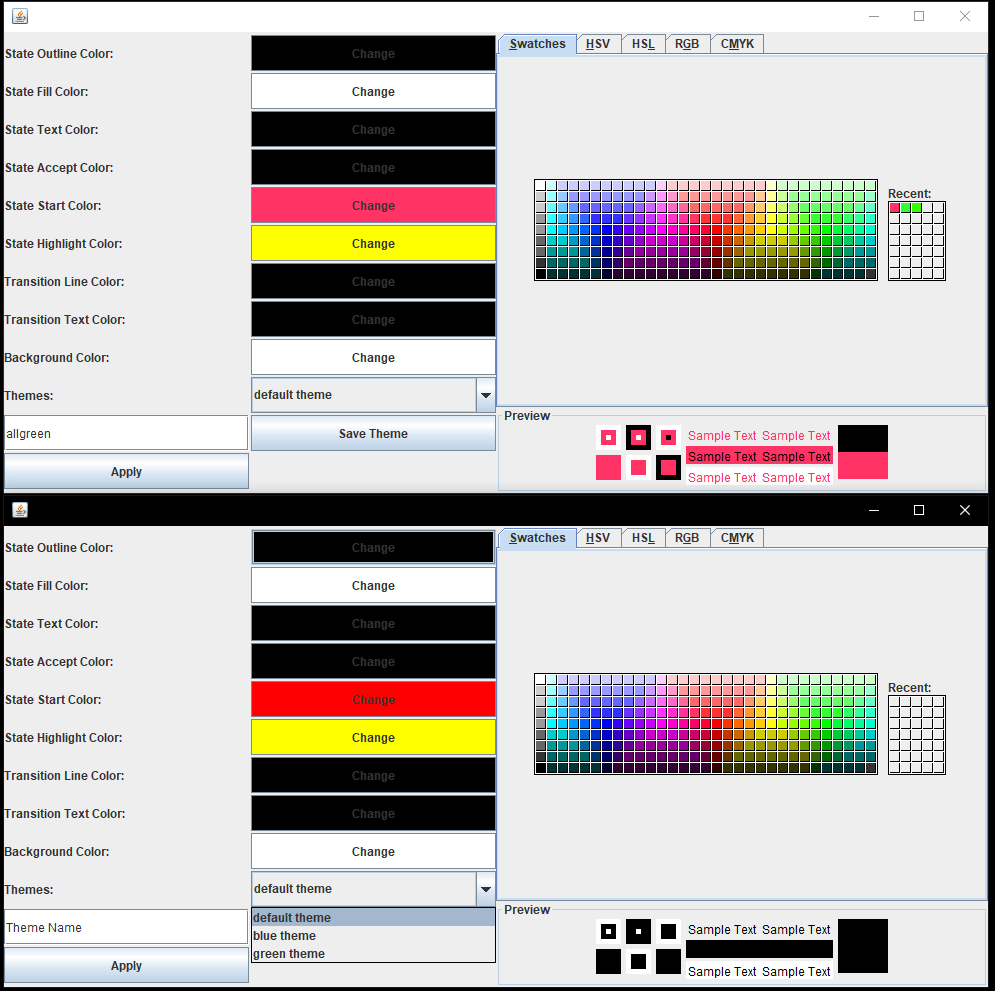 State Outline Color: Change
Swatches HSV HSL RGB CMYK
State Fill Color: Change
State Text Color: Change
State Accept Color: Change
State Start Color: Change
Recent:
State Highlight Color: Change
Transition Line Color: Change
Transition Text Color: Change
Background Color: Change
Themes: default theme
allgreen Save Theme
Apply
Preview
Sample Text Sample Text
Sample Text Sample Text
Sample Text Sample Text
State Outline Color: Change
Swatches HSV HSL RGB CMYK
State Fill Color: Change
State Text Color: Change
State Accept Color: Change
State Start Color: Change
Recent:
State Highlight Color: Change
Transition Line Color: Change
Transition Text Color: Change
Background Color: Change
Themes: default theme
Theme Name
default theme
blue theme
green theme
Apply
Preview
Sample Text Sample Text
Sample Text Sample Text